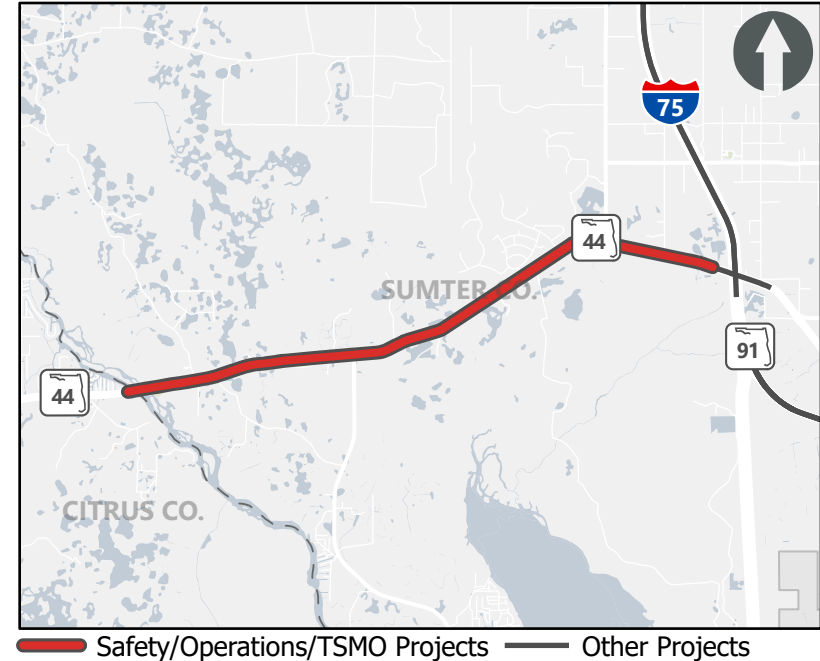 75
44
SUMTER CO.
91
44
CITRUS CO.
Safety/Operations/TSMO Projects
Other Projects